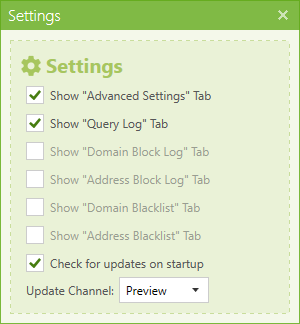 Settings
Settings
Show "Advanced Settings" Tab
Show "Query Log" Tab
Show "Domain Block Log" Tab
Show "Address Block Log" Tab
Show "Domain Blacklist" Tab
Show "Address Blacklist" Tab
Check for updates on startup
Update Channel: Preview